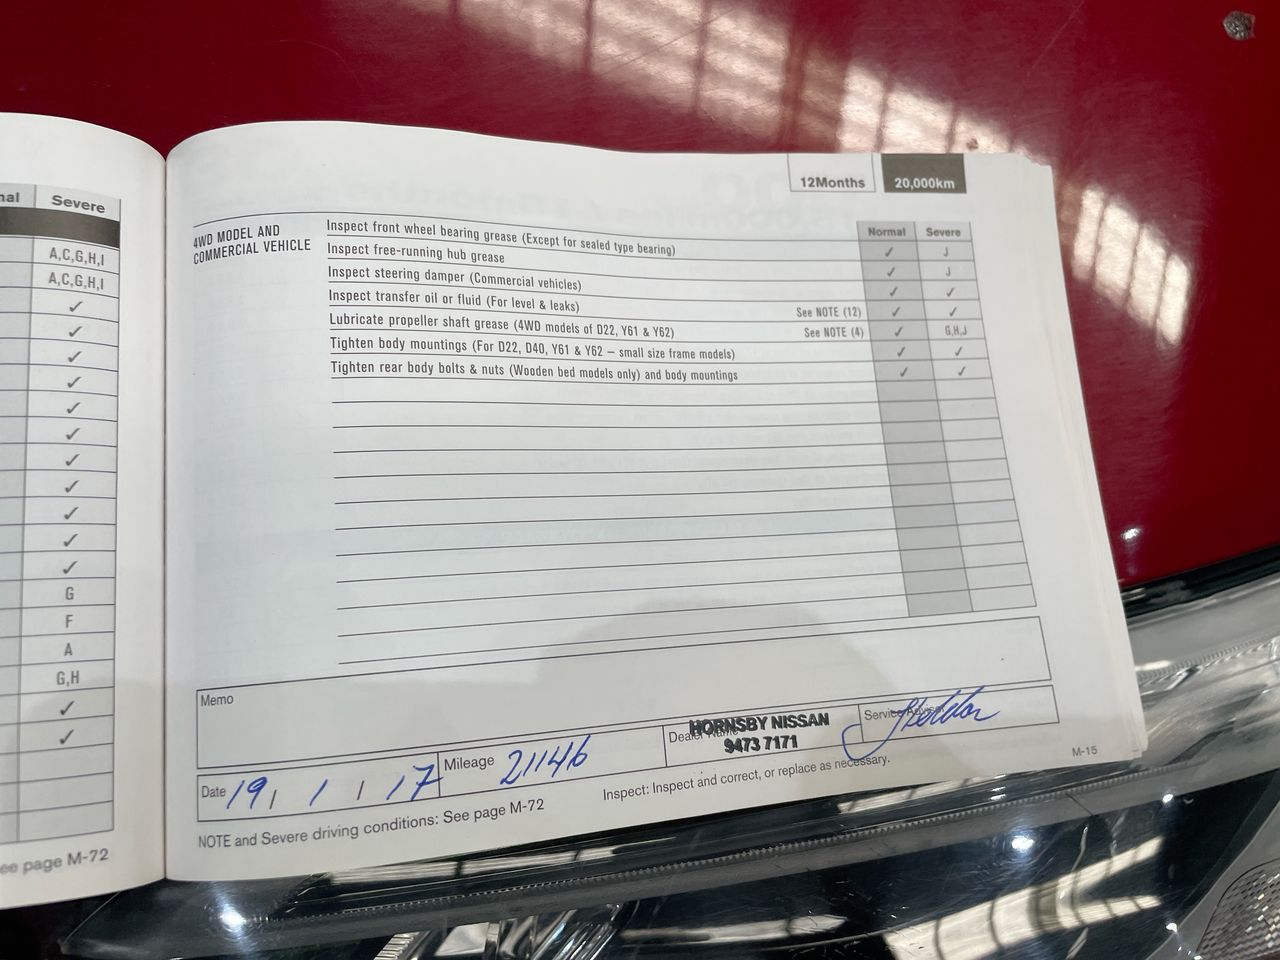 Severe
A,C,G,H,I
A,C,G,H,I
✓
✓
✓
✓
✓
✓
✓
✓
✓
✓
✓
G
F
A
G,H
✓
✓
ee page M-72
12Months 20,000km
4WD MODEL AND COMMERCIAL VEHICLE
Normal Severe
Inspect front wheel bearing grease (Except for sealed type bearing) ✓ J
Inspect free-running hub grease ✓ J
Inspect steering damper (Commercial vehicles) ✓ ✓
Inspect transfer oil or fluid (For level & leaks) See NOTE (12) ✓ ✓
Lubricate propeller shaft grease (4WD models of D22, Y61 & Y62) See NOTE (4) ✓ G,H,J
Tighten body mountings (For D22, D40, Y61 & Y62 – small size frame models) ✓ ✓
Tighten rear body bolts & nuts (Wooden bed models only) and body mountings ✓ ✓
Memo
Date 19 / 1 / 17 Mileage 21146 Dealer Name HORNSBY NISSAN 9473 7171 Service Advisor
NOTE and Severe driving conditions: See page M-72 Inspect: Inspect and correct, or replace as necessary. M-15